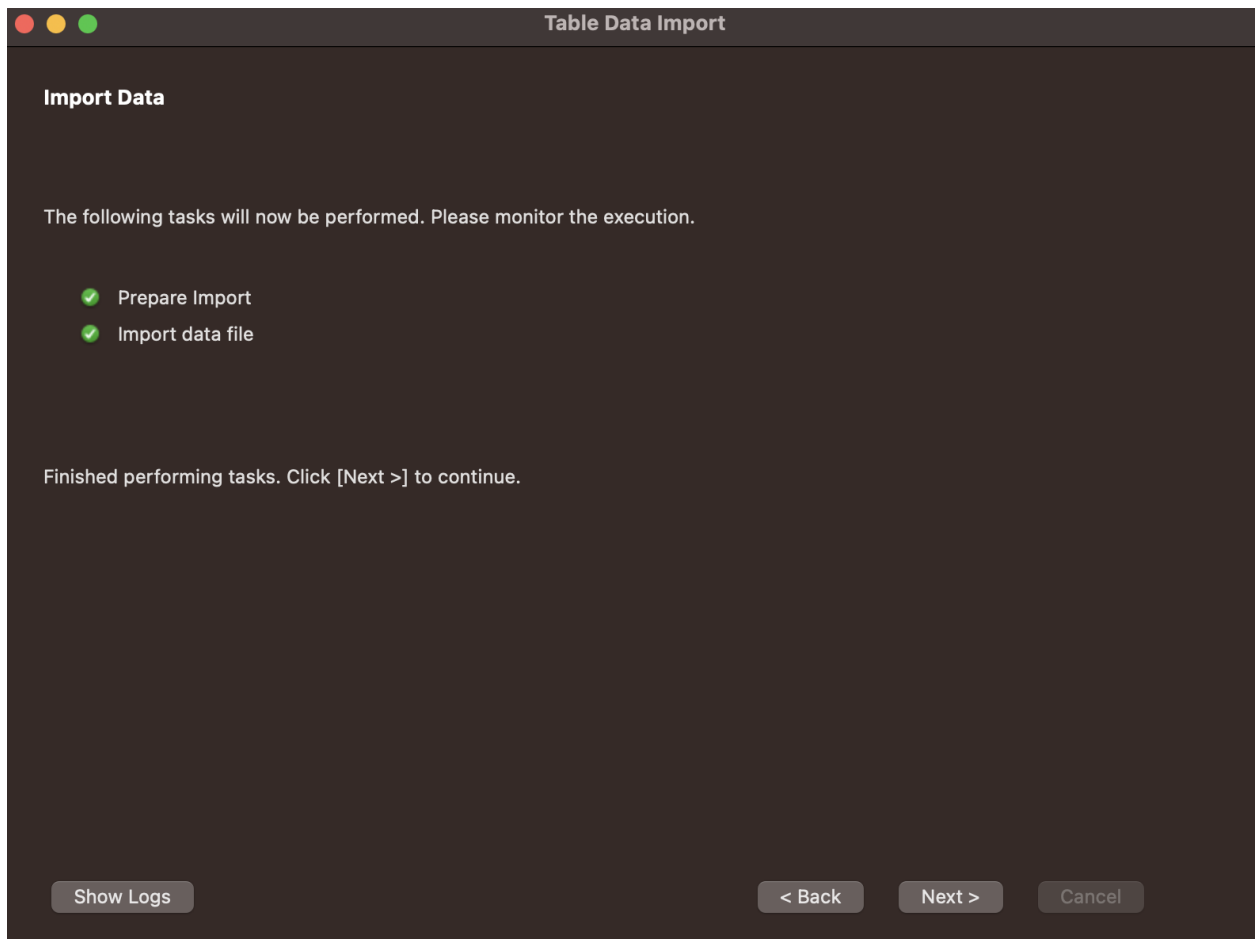 Table Data Import
Import Data
The following tasks will now be performed. Please monitor the execution.
Prepare Import
Import data file
Finished performing tasks. Click [Next >] to continue.
Show Logs
< Back
Next >
Cancel